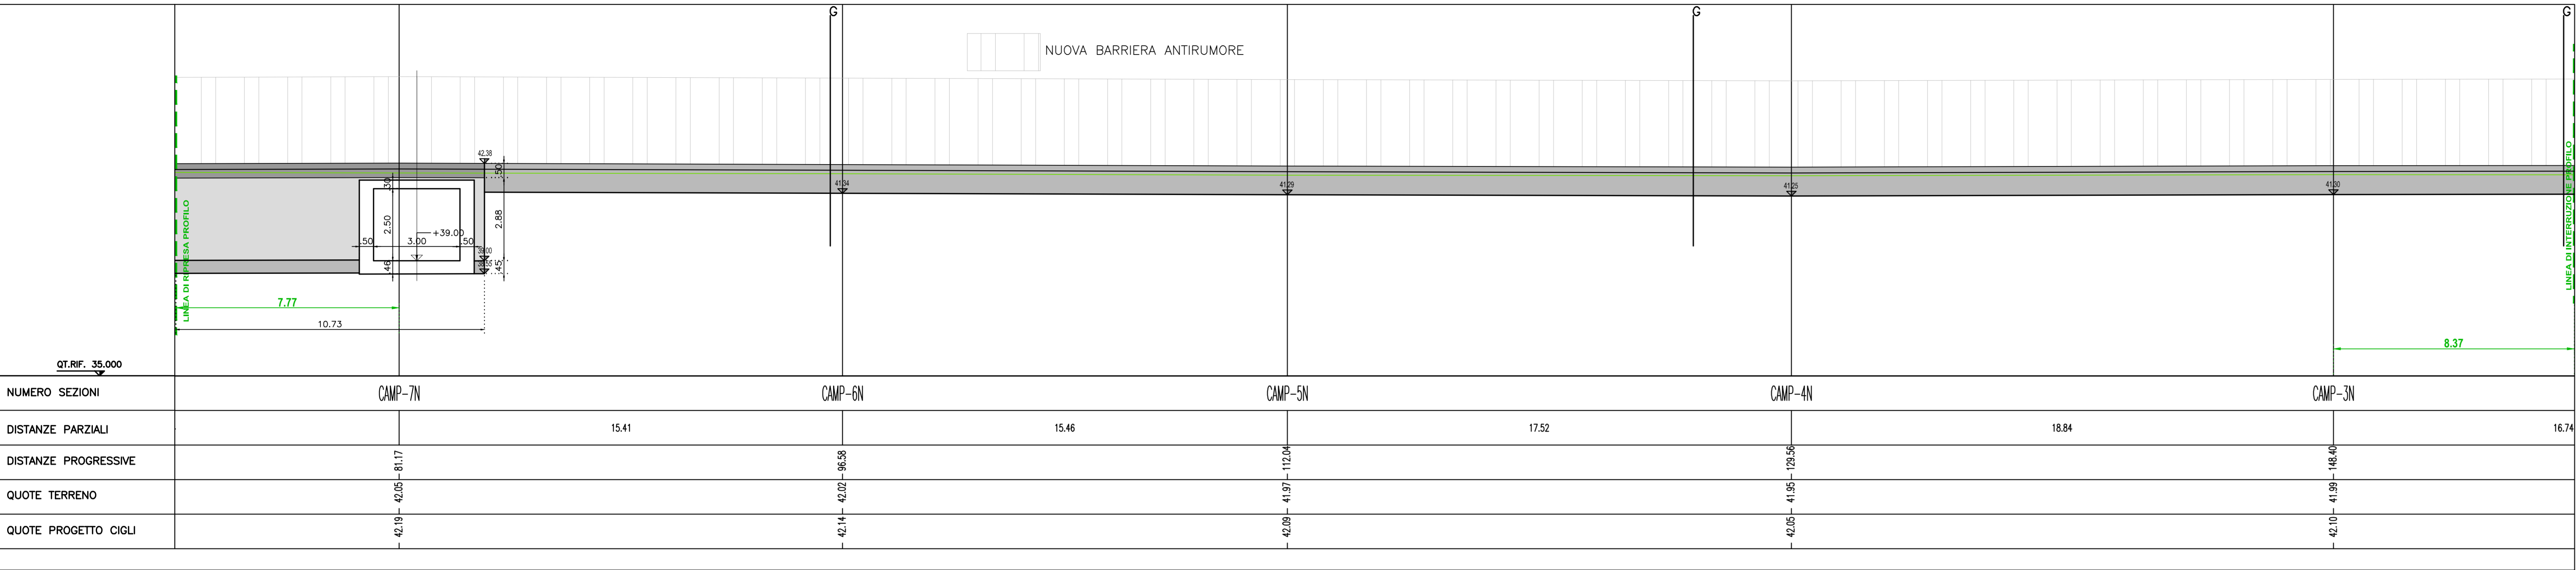 G
G
G
NUOVA BARRIERA ANTIRUMORE
LINEA DI RIPRESA PROFILO
LINEA DI INTERRUZIONE PROFILO
42.38
.50
.30
41.34
41.29
41.25
41.30
2.50
2.88
+39.00
.50
3.00
.50
39.00
.46
.45
7.77
10.73
8.37
QT.RIF. 35.000
NUMERO SEZIONI CAMP-7N CAMP-6N CAMP-5N CAMP-4N CAMP-3N
DISTANZE PARZIALI 15.41 15.46 17.52 18.84 16.74
DISTANZE PROGRESSIVE 81.17 96.58 112.04 129.56 148.40
QUOTE TERRENO 42.05 42.02 41.97 41.95 41.99
QUOTE PROGETTO CIGLI 42.19 42.14 42.09 42.05 42.10